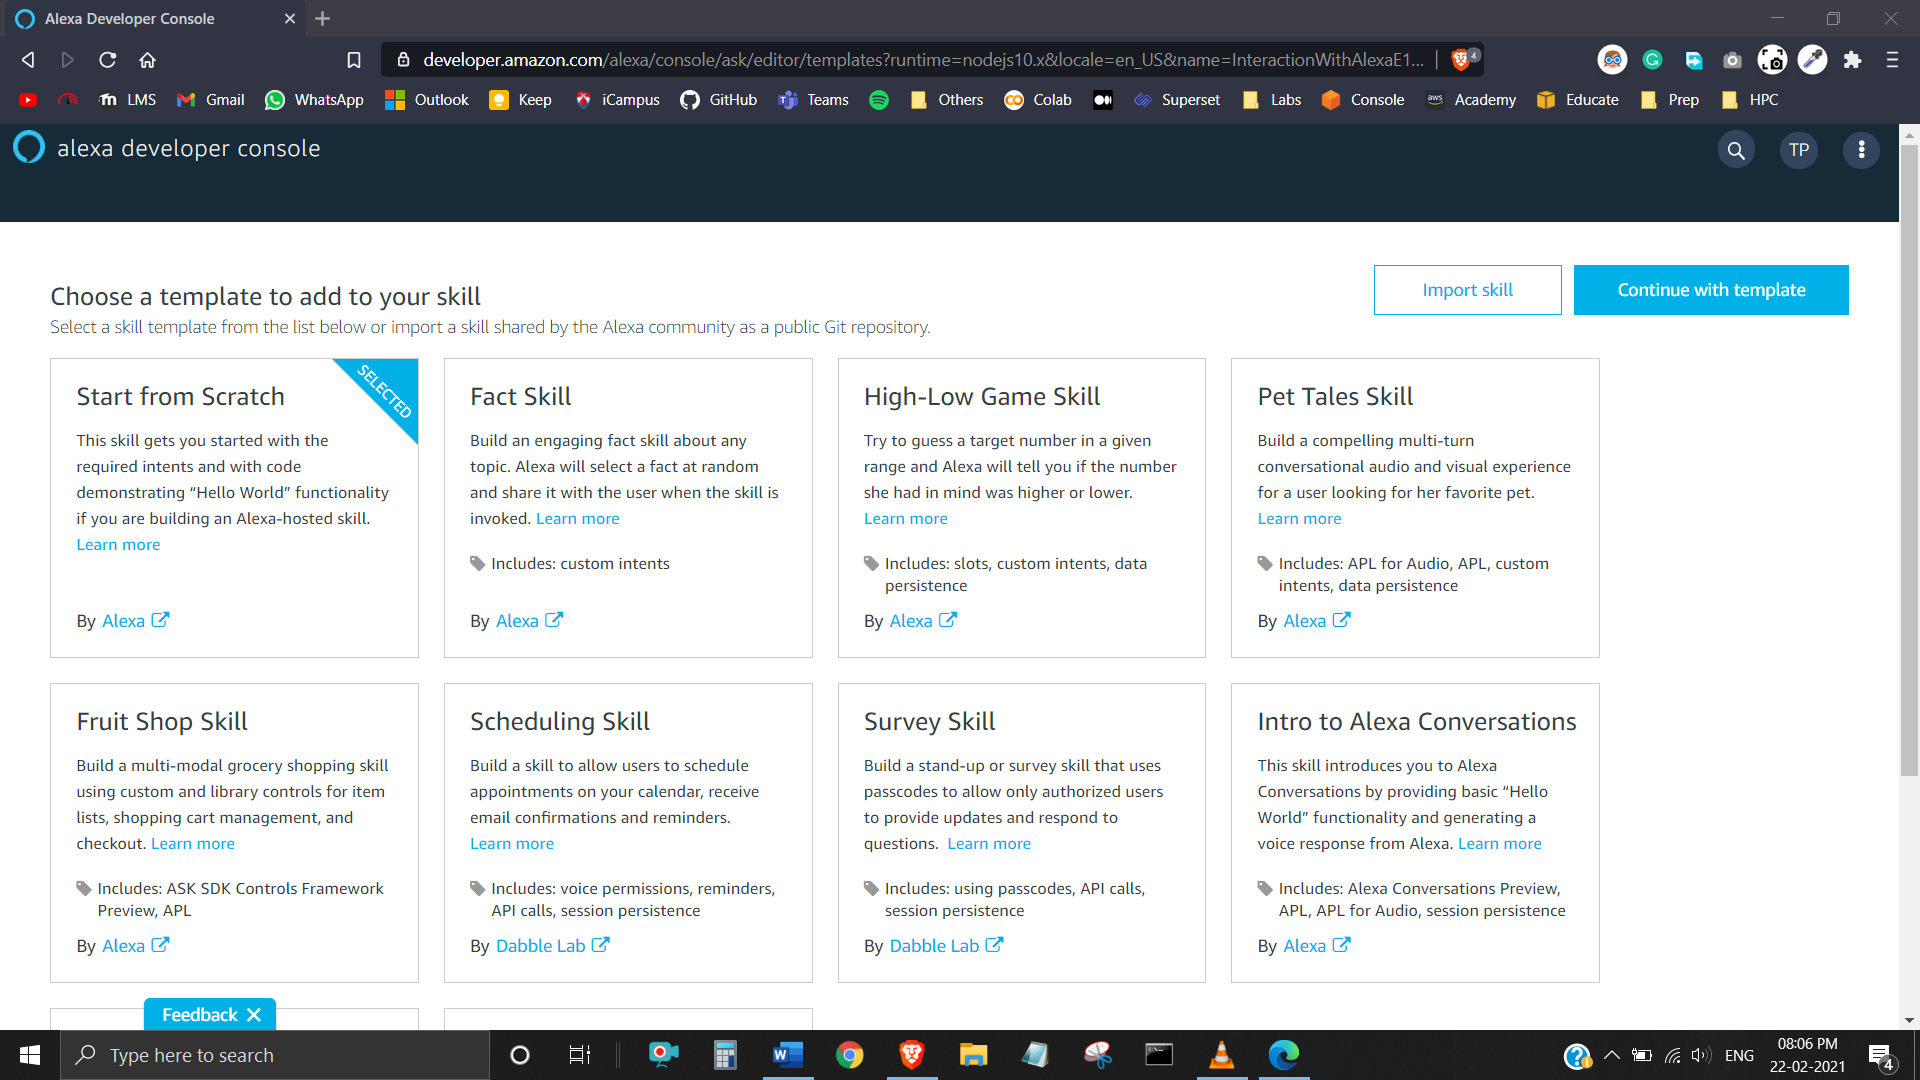 Alexa Developer Console
developer.amazon.com/alexa/console/ask/editor/templates?runtime=nodejs10.x&locale=en_US&name=InteractionWithAlexaE1...
4
LMS Gmail WhatsApp Outlook Keep iCampus GitHub Teams Others Colab Superset Labs Console aws Academy Educate Prep HPC
alexa developer console
TP
Choose a template to add to your skill
Import skill
Continue with template
Select a skill template from the list below or import a skill shared by the Alexa community as a public Git repository.
Start from Scratch
SELECTED
This skill gets you started with the
required intents and with code
demonstrating “Hello World” functionality
if you are building an Alexa-hosted skill.
Learn more
By Alexa
Fact Skill
Build an engaging fact skill about any
topic. Alexa will select a fact at random
and share it with the user when the skill is
invoked. Learn more
Includes: custom intents
By Alexa
High-Low Game Skill
Try to guess a target number in a given
range and Alexa will tell you if the number
she had in mind was higher or lower.
Learn more
Includes: slots, custom intents, data
persistence
By Alexa
Pet Tales Skill
Build a compelling multi-turn
conversational audio and visual experience
for a user looking for her favorite pet.
Learn more
Includes: APL for Audio, APL, custom
intents, data persistence
By Alexa
Fruit Shop Skill
Build a multi-modal grocery shopping skill
using custom and library controls for item
lists, shopping cart management, and
checkout. Learn more
Includes: ASK SDK Controls Framework
Preview, APL
By Alexa
Scheduling Skill
Build a skill to allow users to schedule
appointments on your calendar, receive
email confirmations and reminders.
Learn more
Includes: voice permissions, reminders,
API calls, session persistence
By Dabble Lab
Survey Skill
Build a stand-up or survey skill that uses
passcodes to allow only authorized users
to provide updates and respond to
questions. Learn more
Includes: using passcodes, API calls,
session persistence
By Dabble Lab
Intro to Alexa Conversations
This skill introduces you to Alexa
Conversations by providing basic “Hello
World” functionality and generating a
voice response from Alexa. Learn more
Includes: Alexa Conversations Preview,
APL, APL for Audio, session persistence
By Alexa
Feedback
Type here to search
ENG
08:06 PM
22-02-2021
4